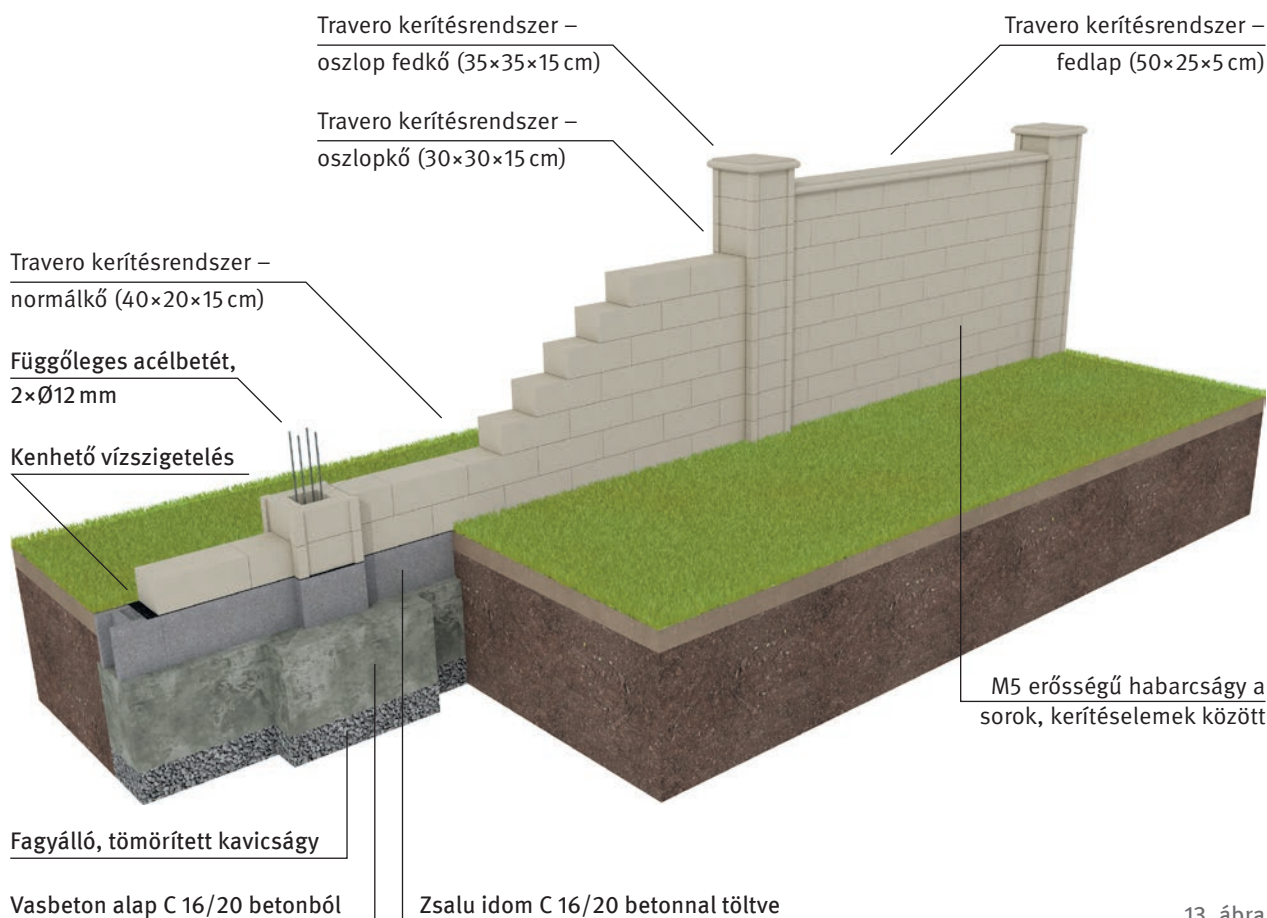 Travero kerítésrendszer –
oszlop fedkő (35×35×15 cm)
Travero kerítésrendszer –
fedlap (50×25×5 cm)
Travero kerítésrendszer –
oszlopkő (30×30×15 cm)
Travero kerítésrendszer –
normálkő (40×20×15 cm)
Függőleges acélbetét,
2×Ø12 mm
Kenhető vízszigetelés
M5 erősségű habarcságy a
sorok, kerítéselemek között
Fagyálló, tömörített kavicságy
Vasbeton alap C 16/20 betonból
Zsalu idom C 16/20 betonnal töltve
13. ábra